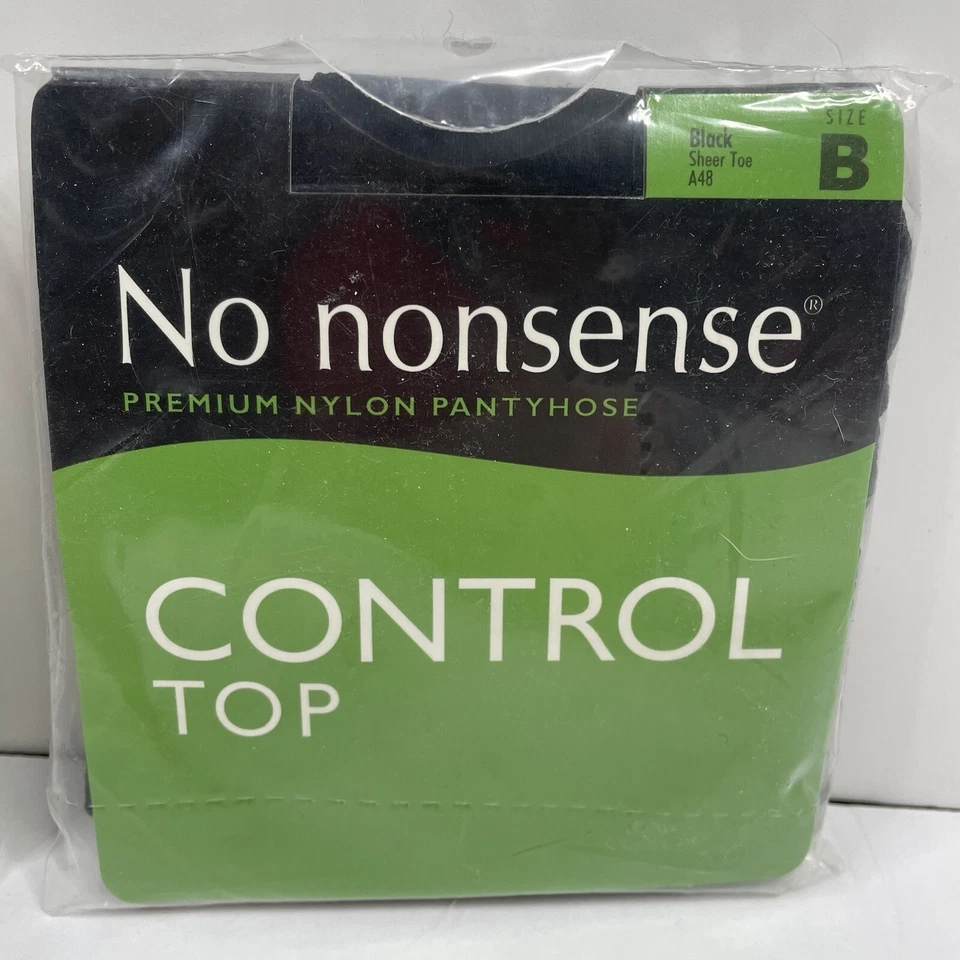 SIZE
Black
Sheer Toe
A48
B
No nonsense®
PREMIUM NYLON PANTYHOSE
CONTROL
TOP